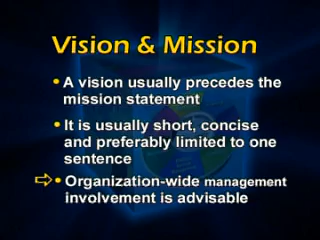 Vision & Mission
• A vision usually precedes the
mission statement
• It is usually short, concise
and preferably limited to one
sentence
• Organization-wide management
involvement is advisable